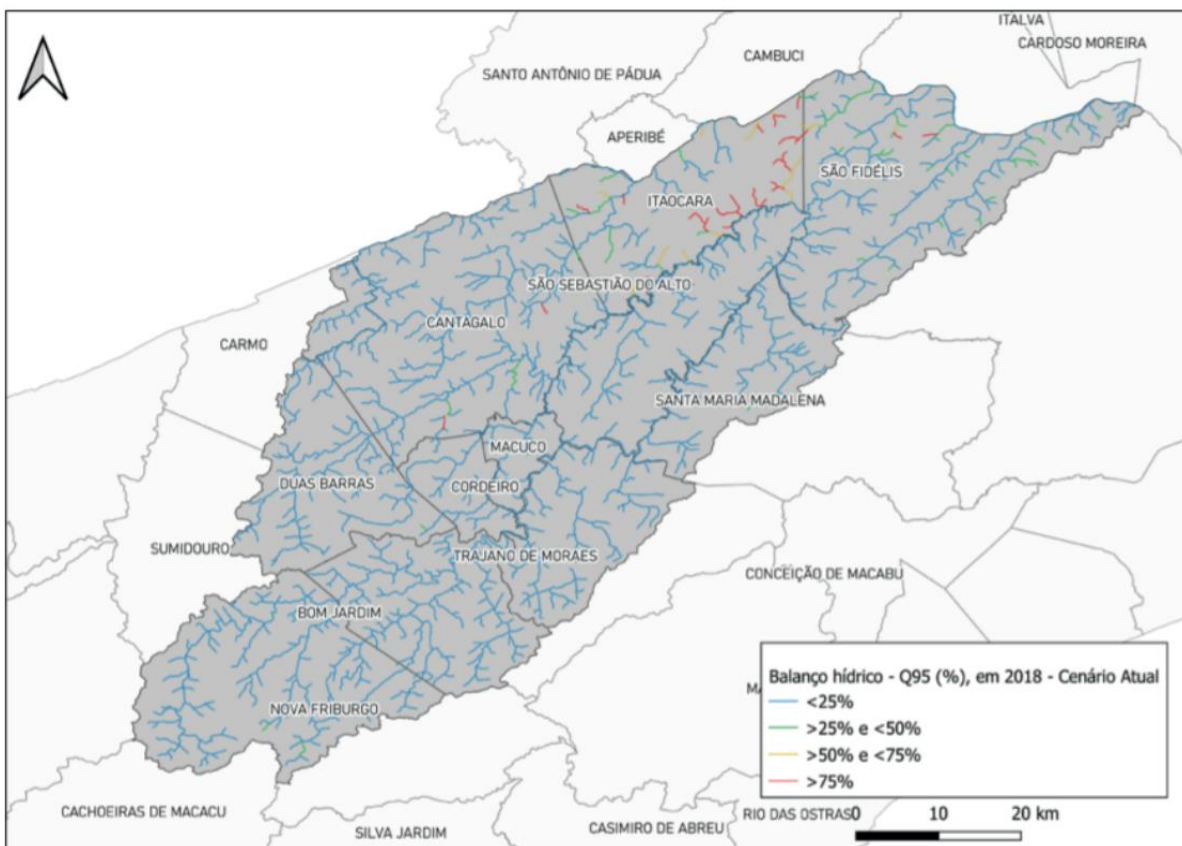 ITALVA
CARDOSO MOREIRA
CAMBUCI
SANTO ANTÔNIO DE PÁDUA
APERIBÉ
SÃO FIDÉLIS
ITAOCARA
SÃO SEBASTIÃO DO ALTO
CANTAGALO
CARMO
SANTA MARIA MADALENA
MACUCO
DUAS BARRAS
CORDEIRO
SUMIDOURO
TRAJANO DE MORAES
CONCEIÇÃO DE MACABU
BOM JARDIM
Balanço hídrico - Q95 (%), em 2018 - Cenário Atual
<25%
>25% e <50%
>50% e <75%
>75%
NOVA FRIBURGO
CACHOEIRAS DE MACACU
SILVA JARDIM
CASIMIRO DE ABREU
RIO DAS OSTRAS
0 10 20 km